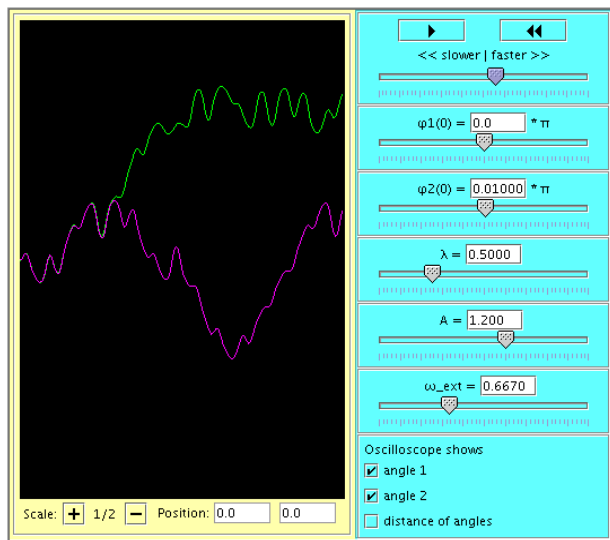 << slower | faster >>
φ1(0) = 0.0 * π
φ2(0) = 0.01000 * π
λ = 0.5000
A = 1.200
ω_ext = 0.6670
Oscilloscope shows
angle 1
angle 2
distance of angles
Scale: + 1/2 − Position: 0.0 0.0